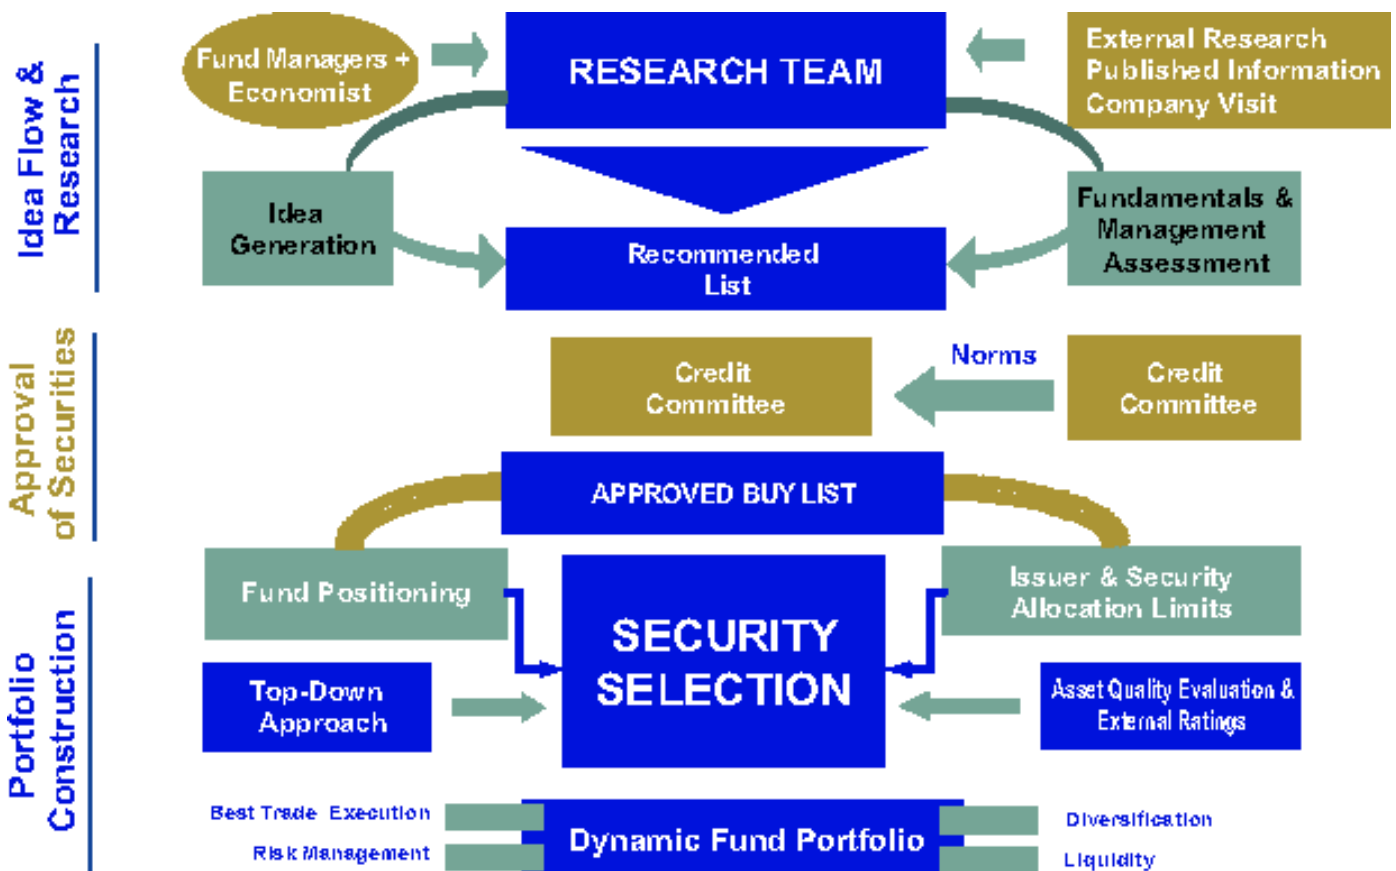 Idea Flow &
Research
Fund Managers +
Economist
RESEARCH TEAM
External Research
Published Information
Company Visit
Idea
Generation
Recommended
List
Fundamentals &
Management
Assessment
Approval
of Securities
Credit
Committee
Norms
Credit
Committee
APPROVED BUY LIST
Portfolio
Construction
Fund Positioning
SECURITY
SELECTION
Issuer & Security
Allocation Limits
Top-Down
Approach
Asset Quality Evaluation &
External Ratings
Best Trade Execution
Risk Management
Dynamic Fund Portfolio
Diversification
Liquidity